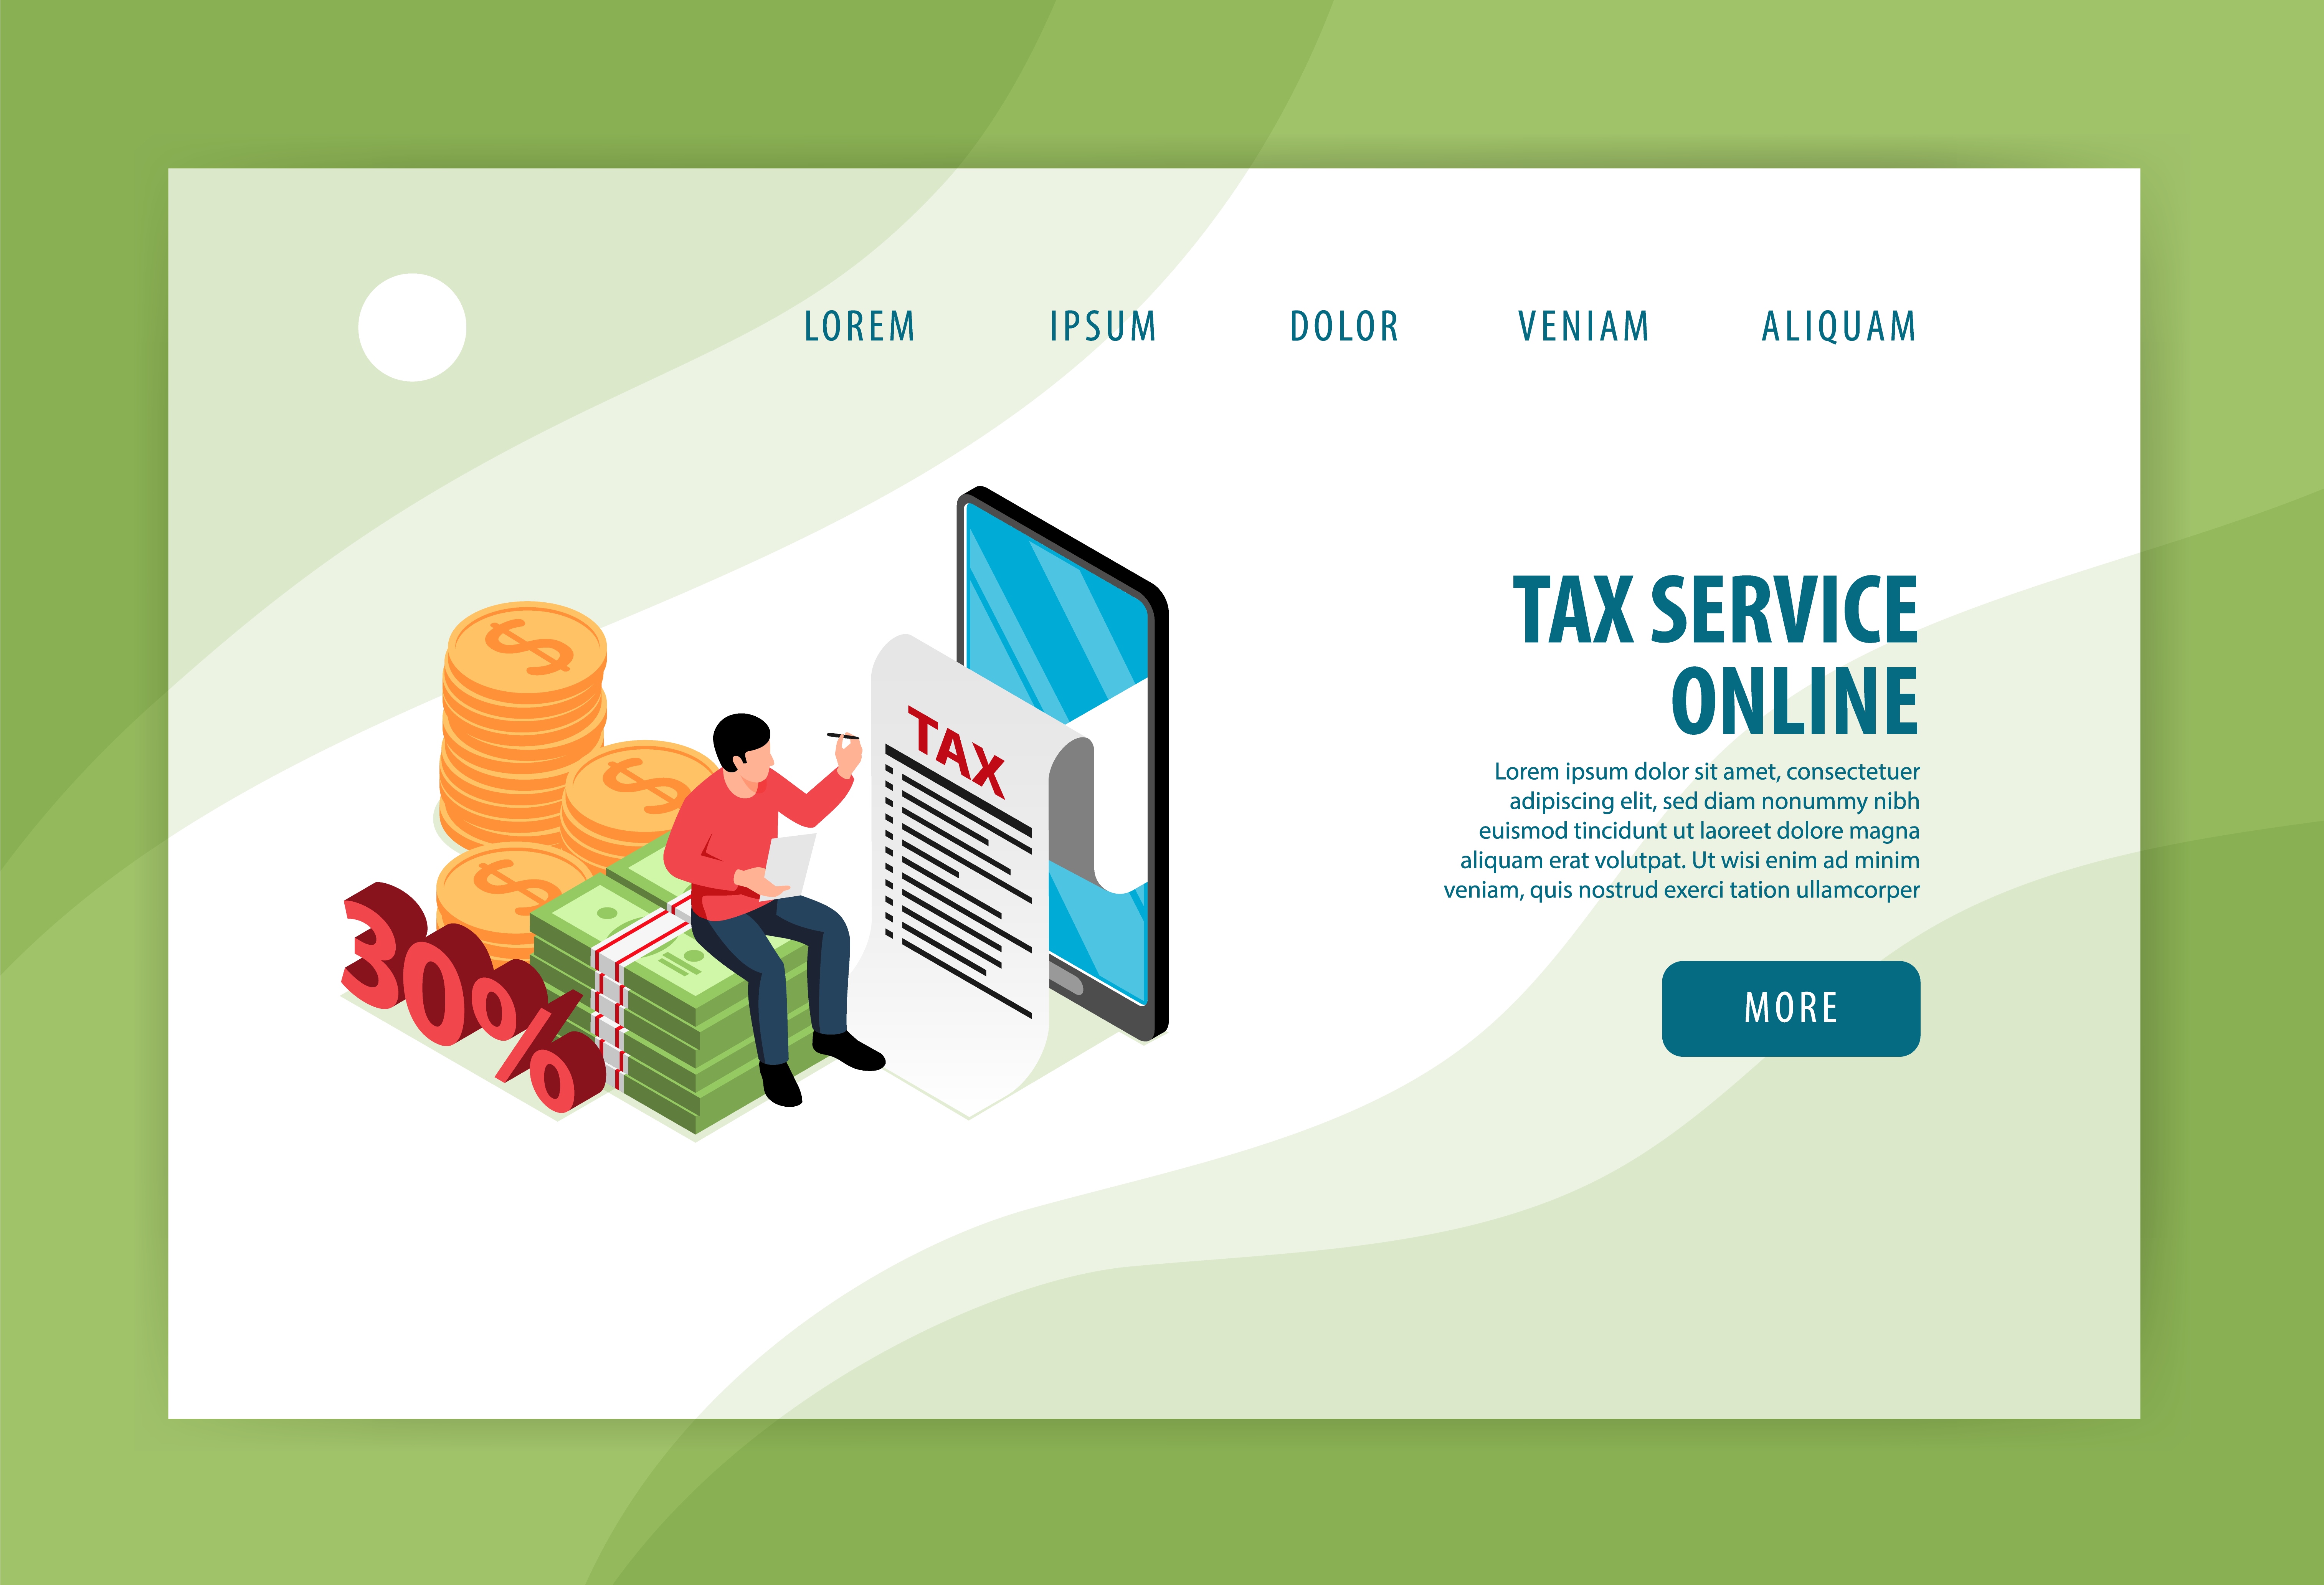 LOREM IPSUM DOLOR VENIAM ALIQUAM
TAX SERVICE
ONLINE
Lorem ipsum dolor sit amet, consectetuer
adipiscing elit, sed diam nonummy nibh
euismod tincidunt ut laoreet dolore magna
aliquam erat volutpat. Ut wisi enim ad minim
veniam, quis nostrud exerci tation ullamcorper
MORE
TAX
$
$
$
30%